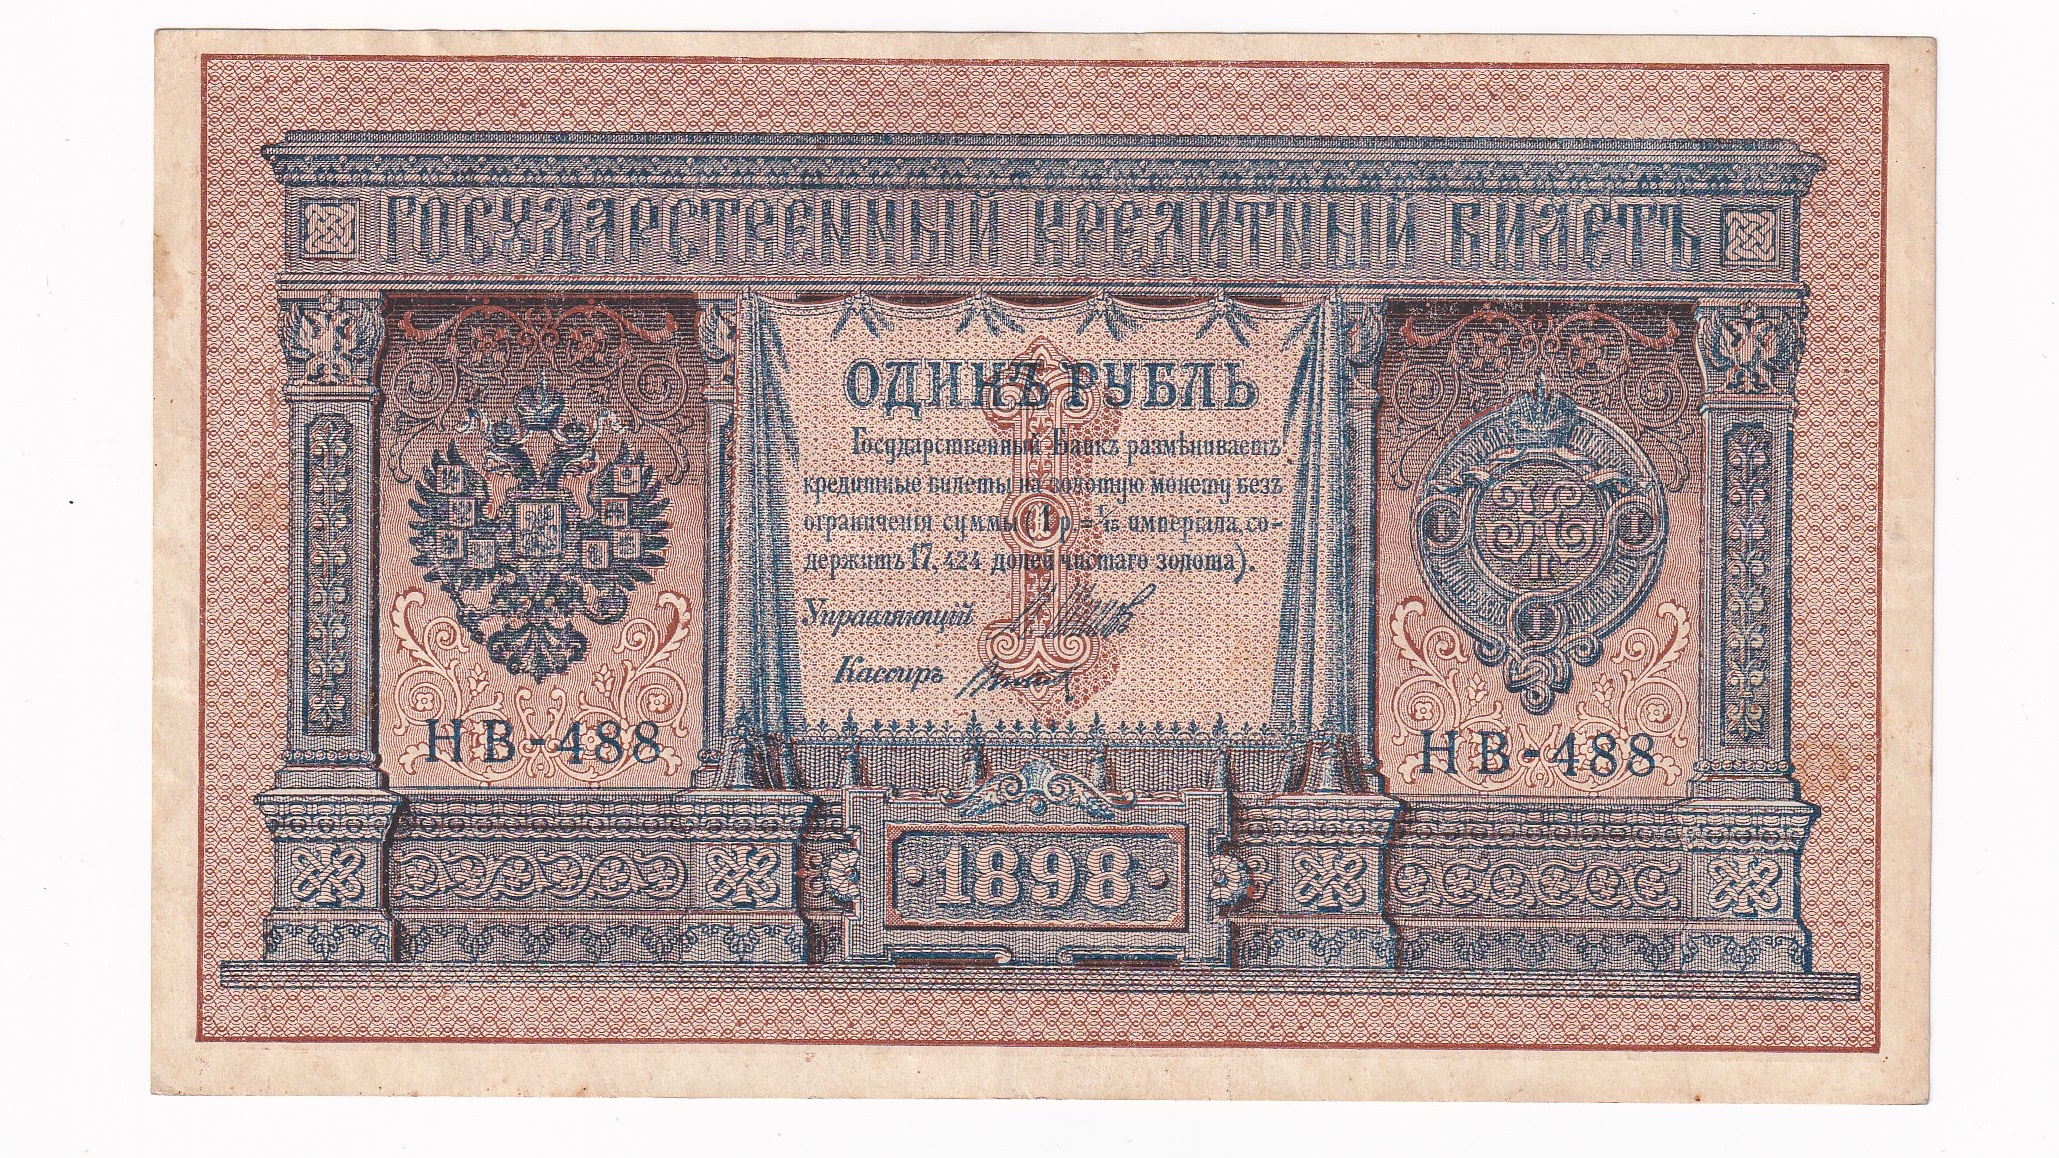 ГОСУДАРСТВЕННЫЙ КРЕДИТНЫЙ БИЛЕТЪ
ОДИНЪ РУБЛЬ
Государственный Банкъ размѣниваетъ
кредитные билеты на золотую монету безъ
ограниченія суммы (1 р. = 1/15 имперіала, со-
держитъ 17,424 долей чистаго золота).
Управляющій
Кассиръ
НВ-488
НВ-488
1898